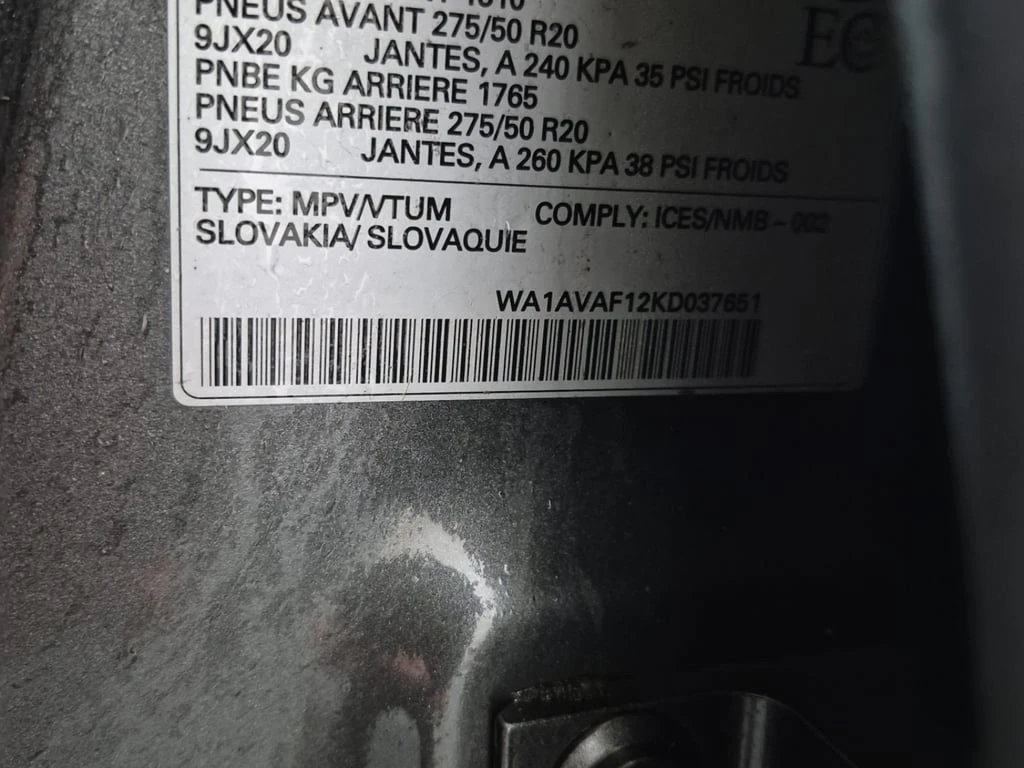 PNEUS AVANT 275/50 R20
9JX20 JANTES, A 240 KPA 35 PSI FROIDS
PNBE KG ARRIERE 1765
PNEUS ARRIERE 275/50 R20
9JX20 JANTES, A 260 KPA 38 PSI FROIDS
TYPE: MPV/VTUM COMPLY: ICES/NMB - 002
SLOVAKIA/ SLOVAQUIE
WA1AVAF12KD037651